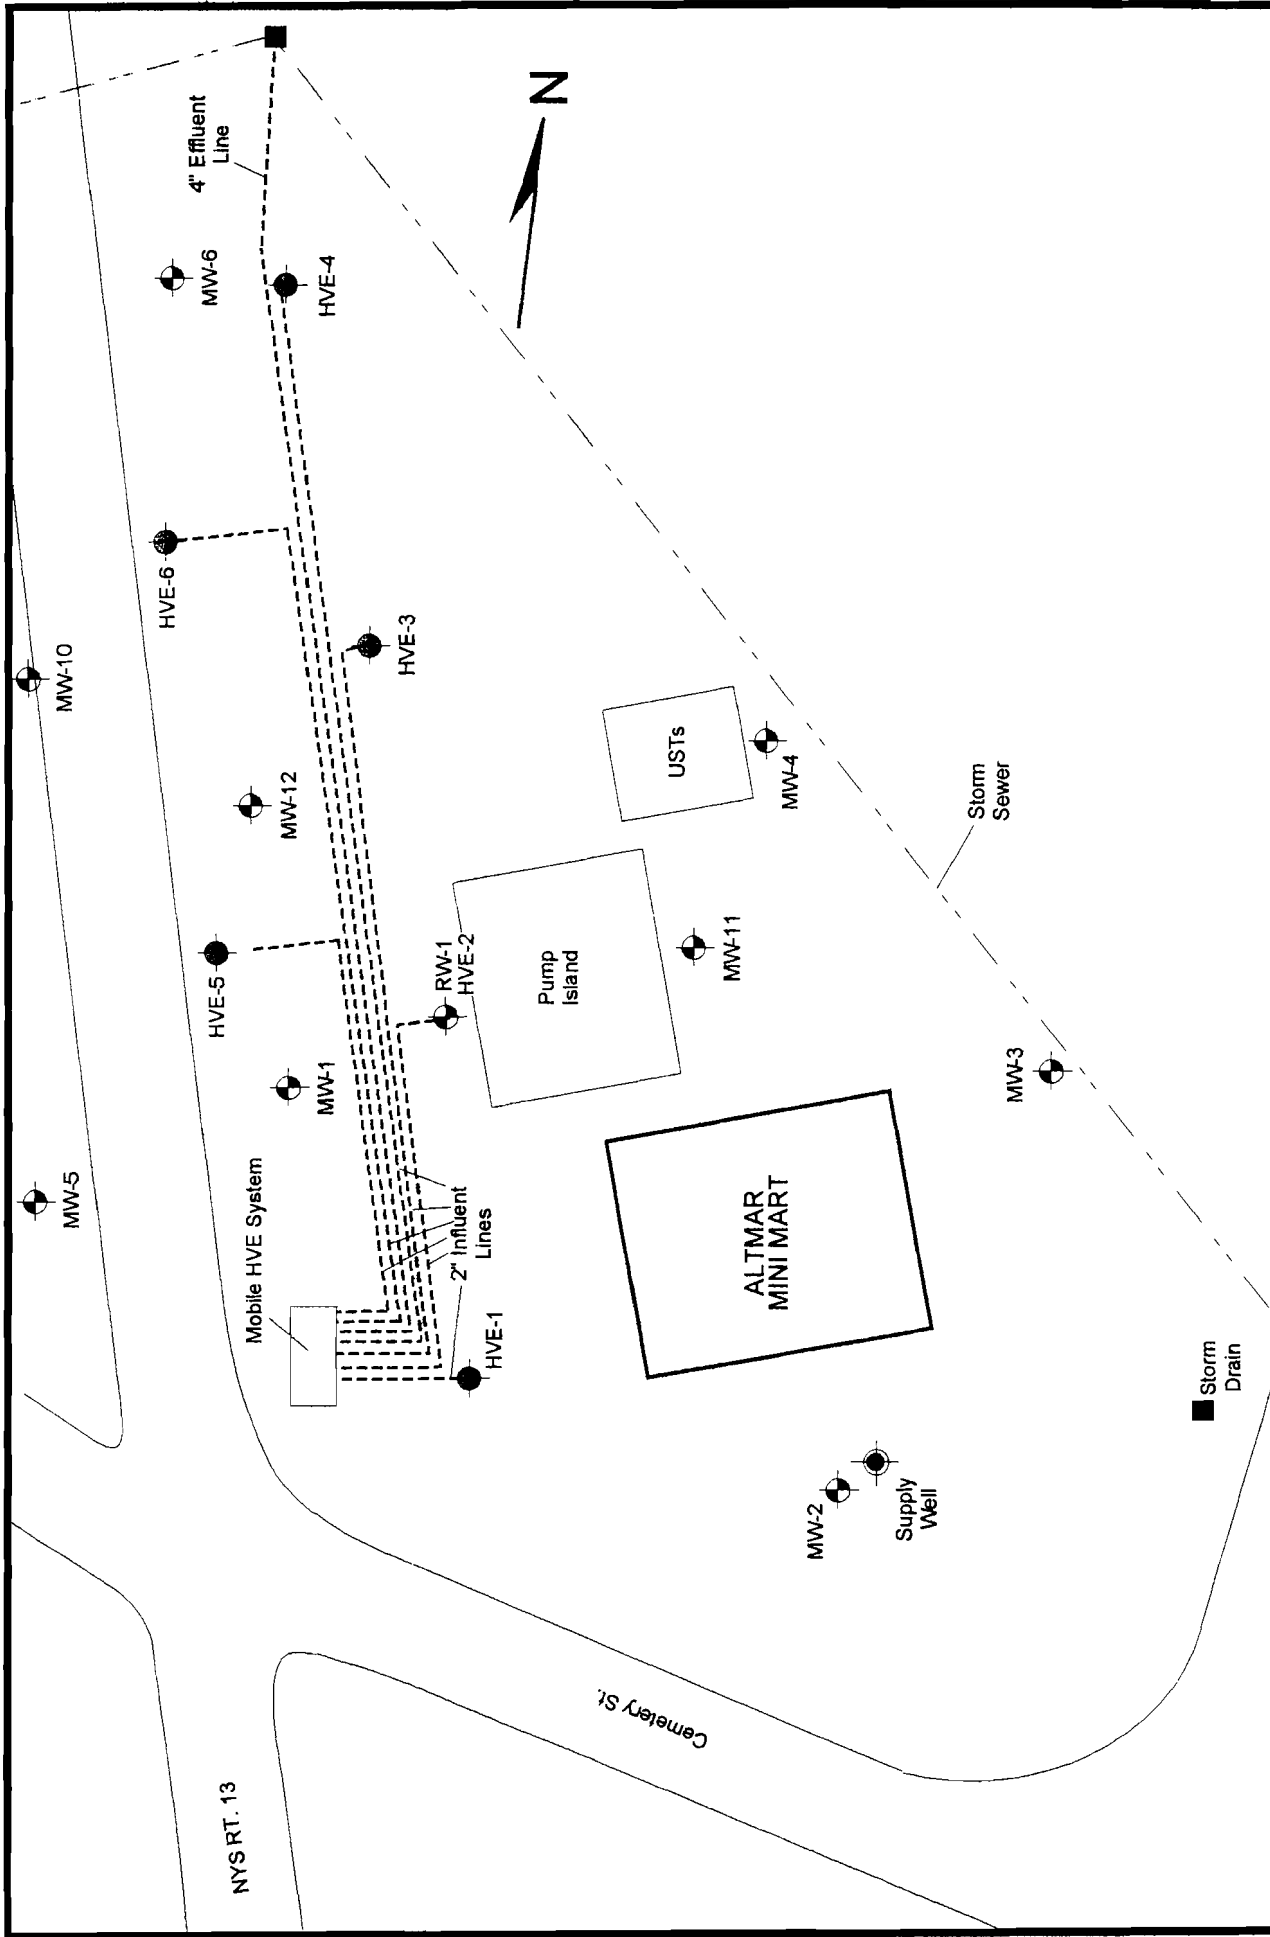 N
4" Effluent
Line
MW-6
HVE-4
HVE-6
HVE-3
MW-10
MW-12
USTs
MW-4
Storm
Sewer
HVE-5
RW-1
HVE-2
Pump
Island
MW-11
MW-1
MW-3
MW-5
Mobile HVE System
2" Influent
Lines
HVE-1
ALTMAR
MINI MART
Storm
Drain
MW-2
Supply
Well
Cemetery St.
NYS RT. 13